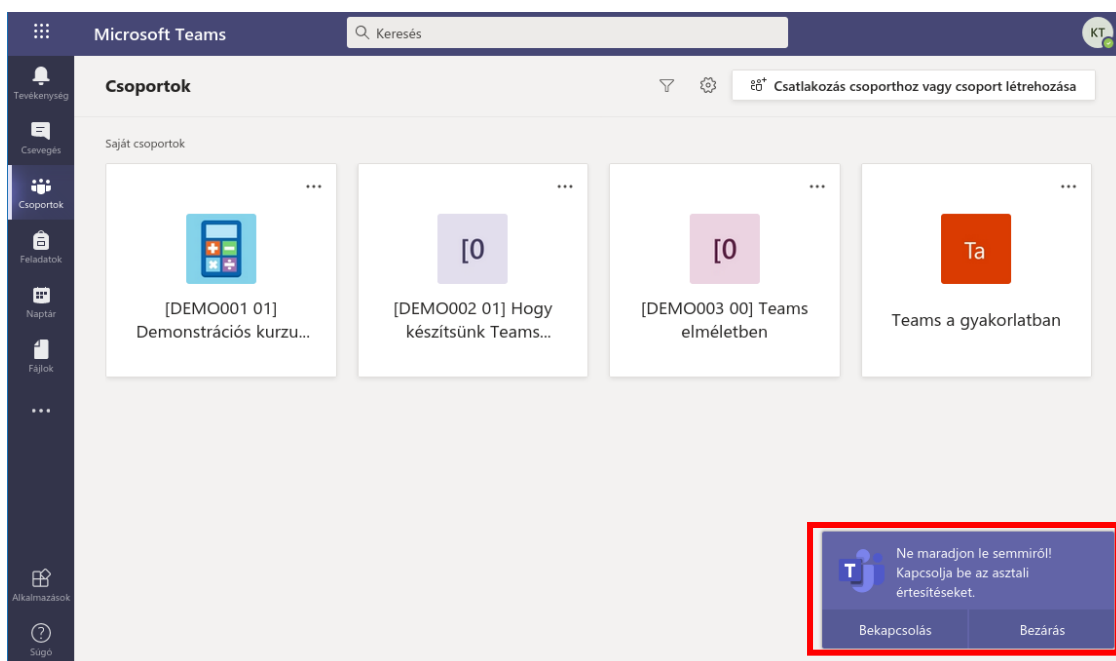 Microsoft Teams
Keresés
KT
Tevékenység
Csevegés
Csoportok
Feladatok
Naptár
Fájlok
Alkalmazások
Súgó
Csoportok
Csatlakozás csoporthoz vagy csoport létrehozása
Saját csoportok
[DEMO001 01]
Demonstrációs kurzu...
[0
[DEMO002 01] Hogy
készítsünk Teams...
[0
[DEMO003 00] Teams
elméletben
Ta
Teams a gyakorlatban
T
Ne maradjon le semmiről!
Kapcsolja be az asztali
értesítéseket.
Bekapcsolás
Bezárás